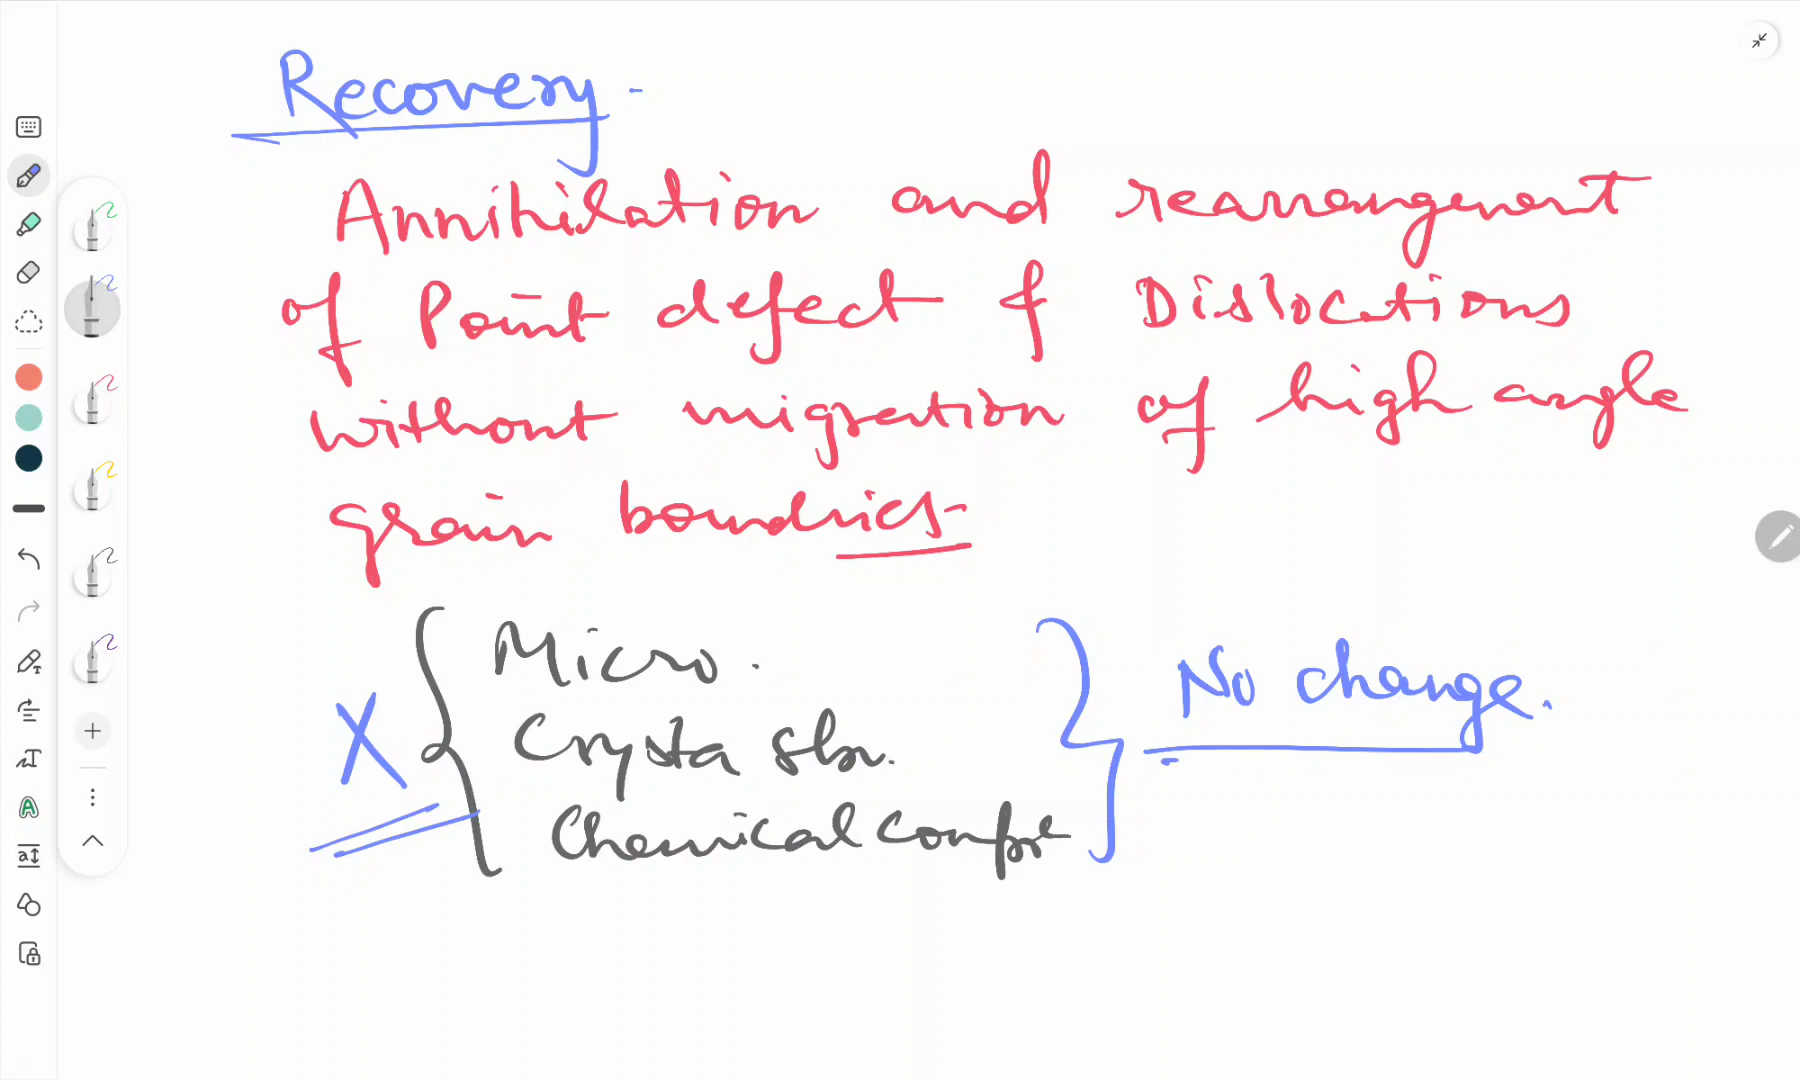 Recovery -
Annihilation and rearrangement
of Point defect & Dislocations
without migration of high angle
grain boundries-
Micro.
X
No change.
Crysta str.
Chemical comps